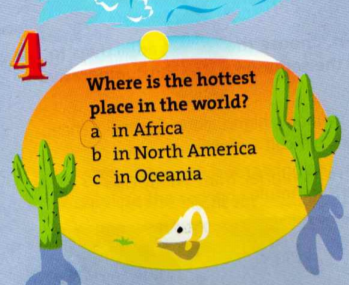 4
Where is the hottest
place in the world?
a in Africa
b in North America
c in Oceania